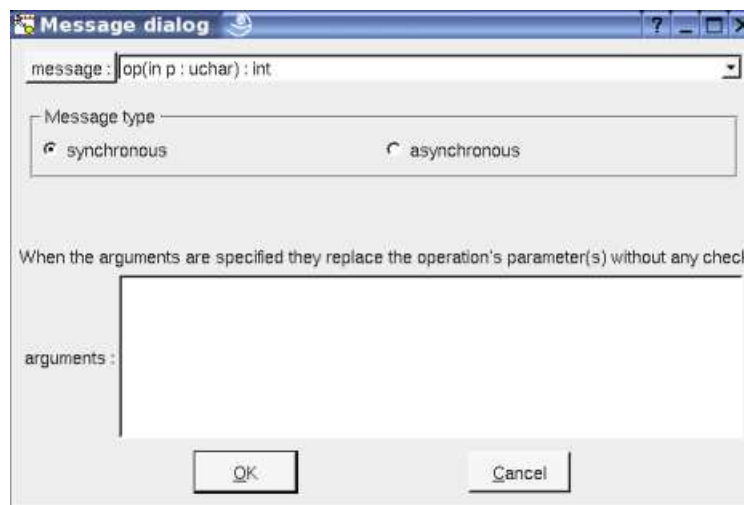 Message dialog
message : op(in p : uchar) : int
Message type
synchronous asynchronous
When the arguments are specified they replace the operation's parameter(s) without any check
arguments :
OK Cancel